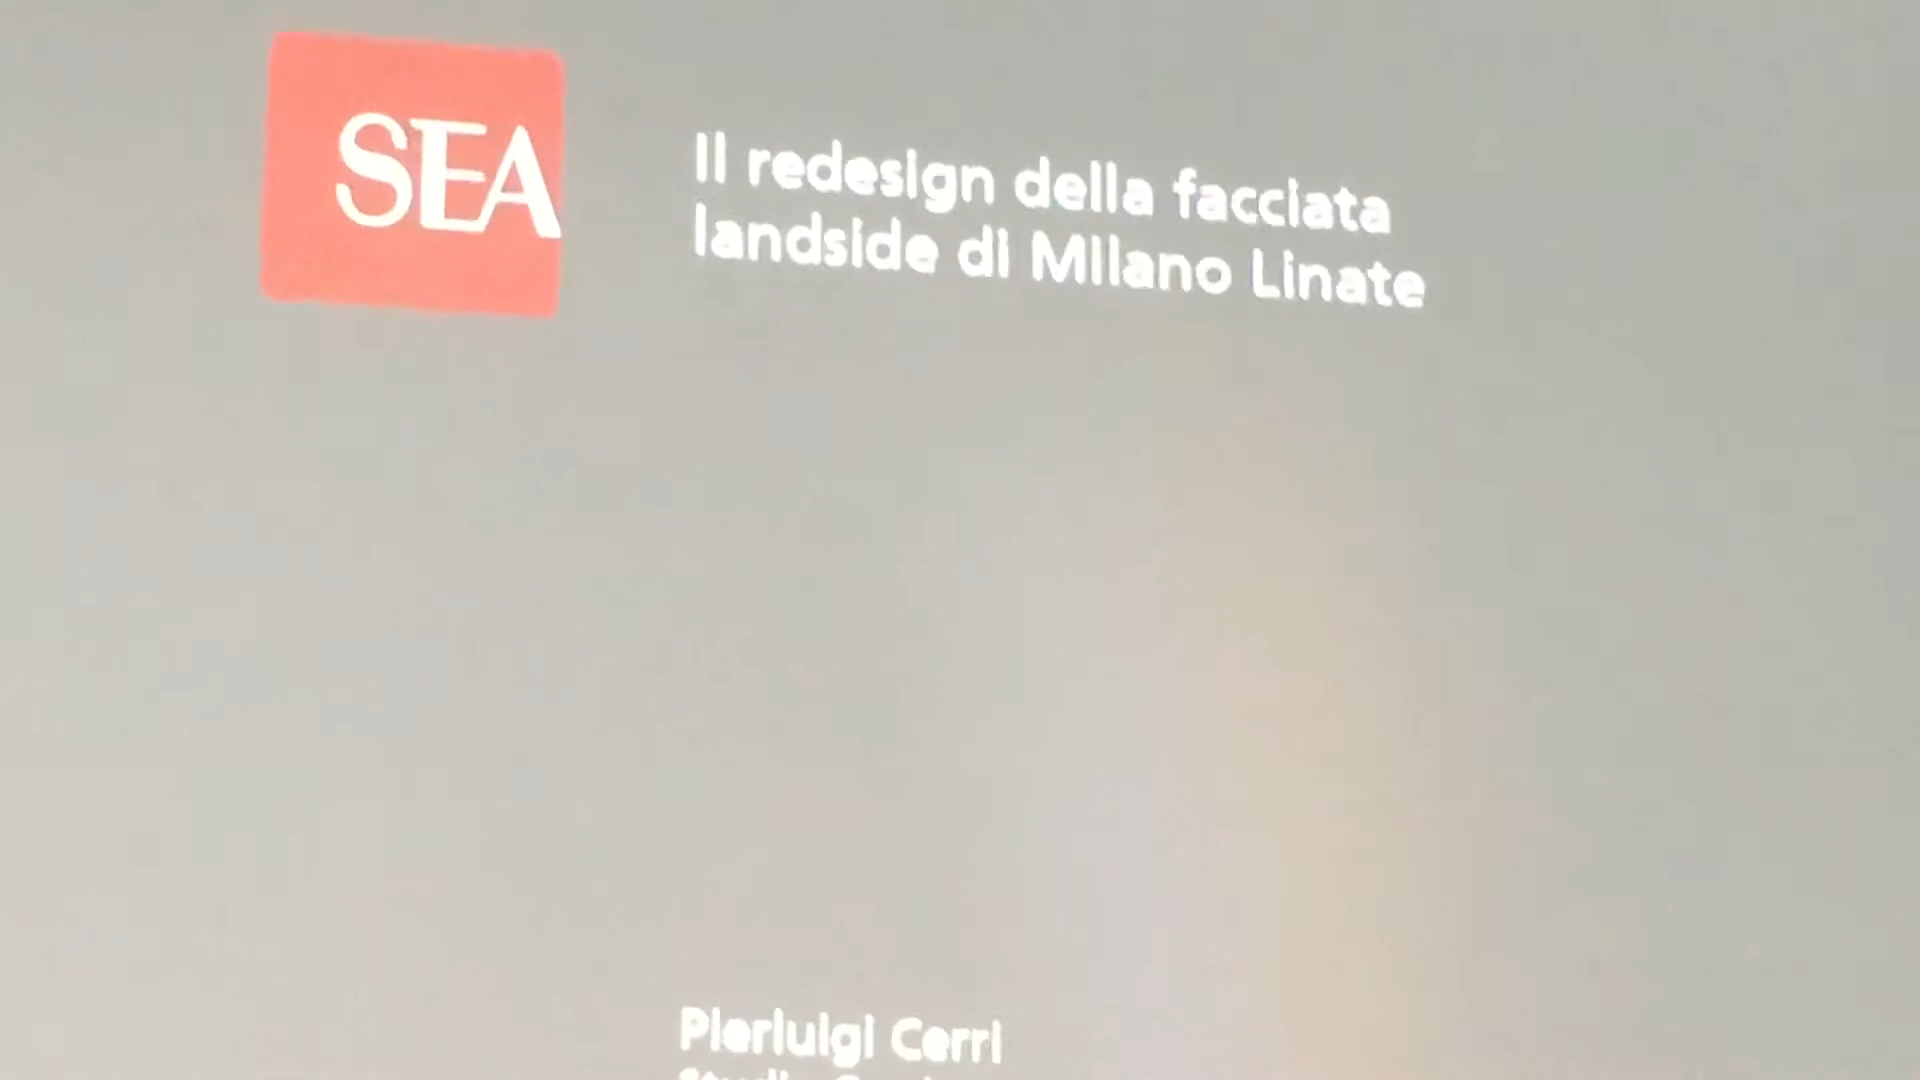 SEA
Il redesign della facciata
landside di Milano Linate
Pierluigi Cerri